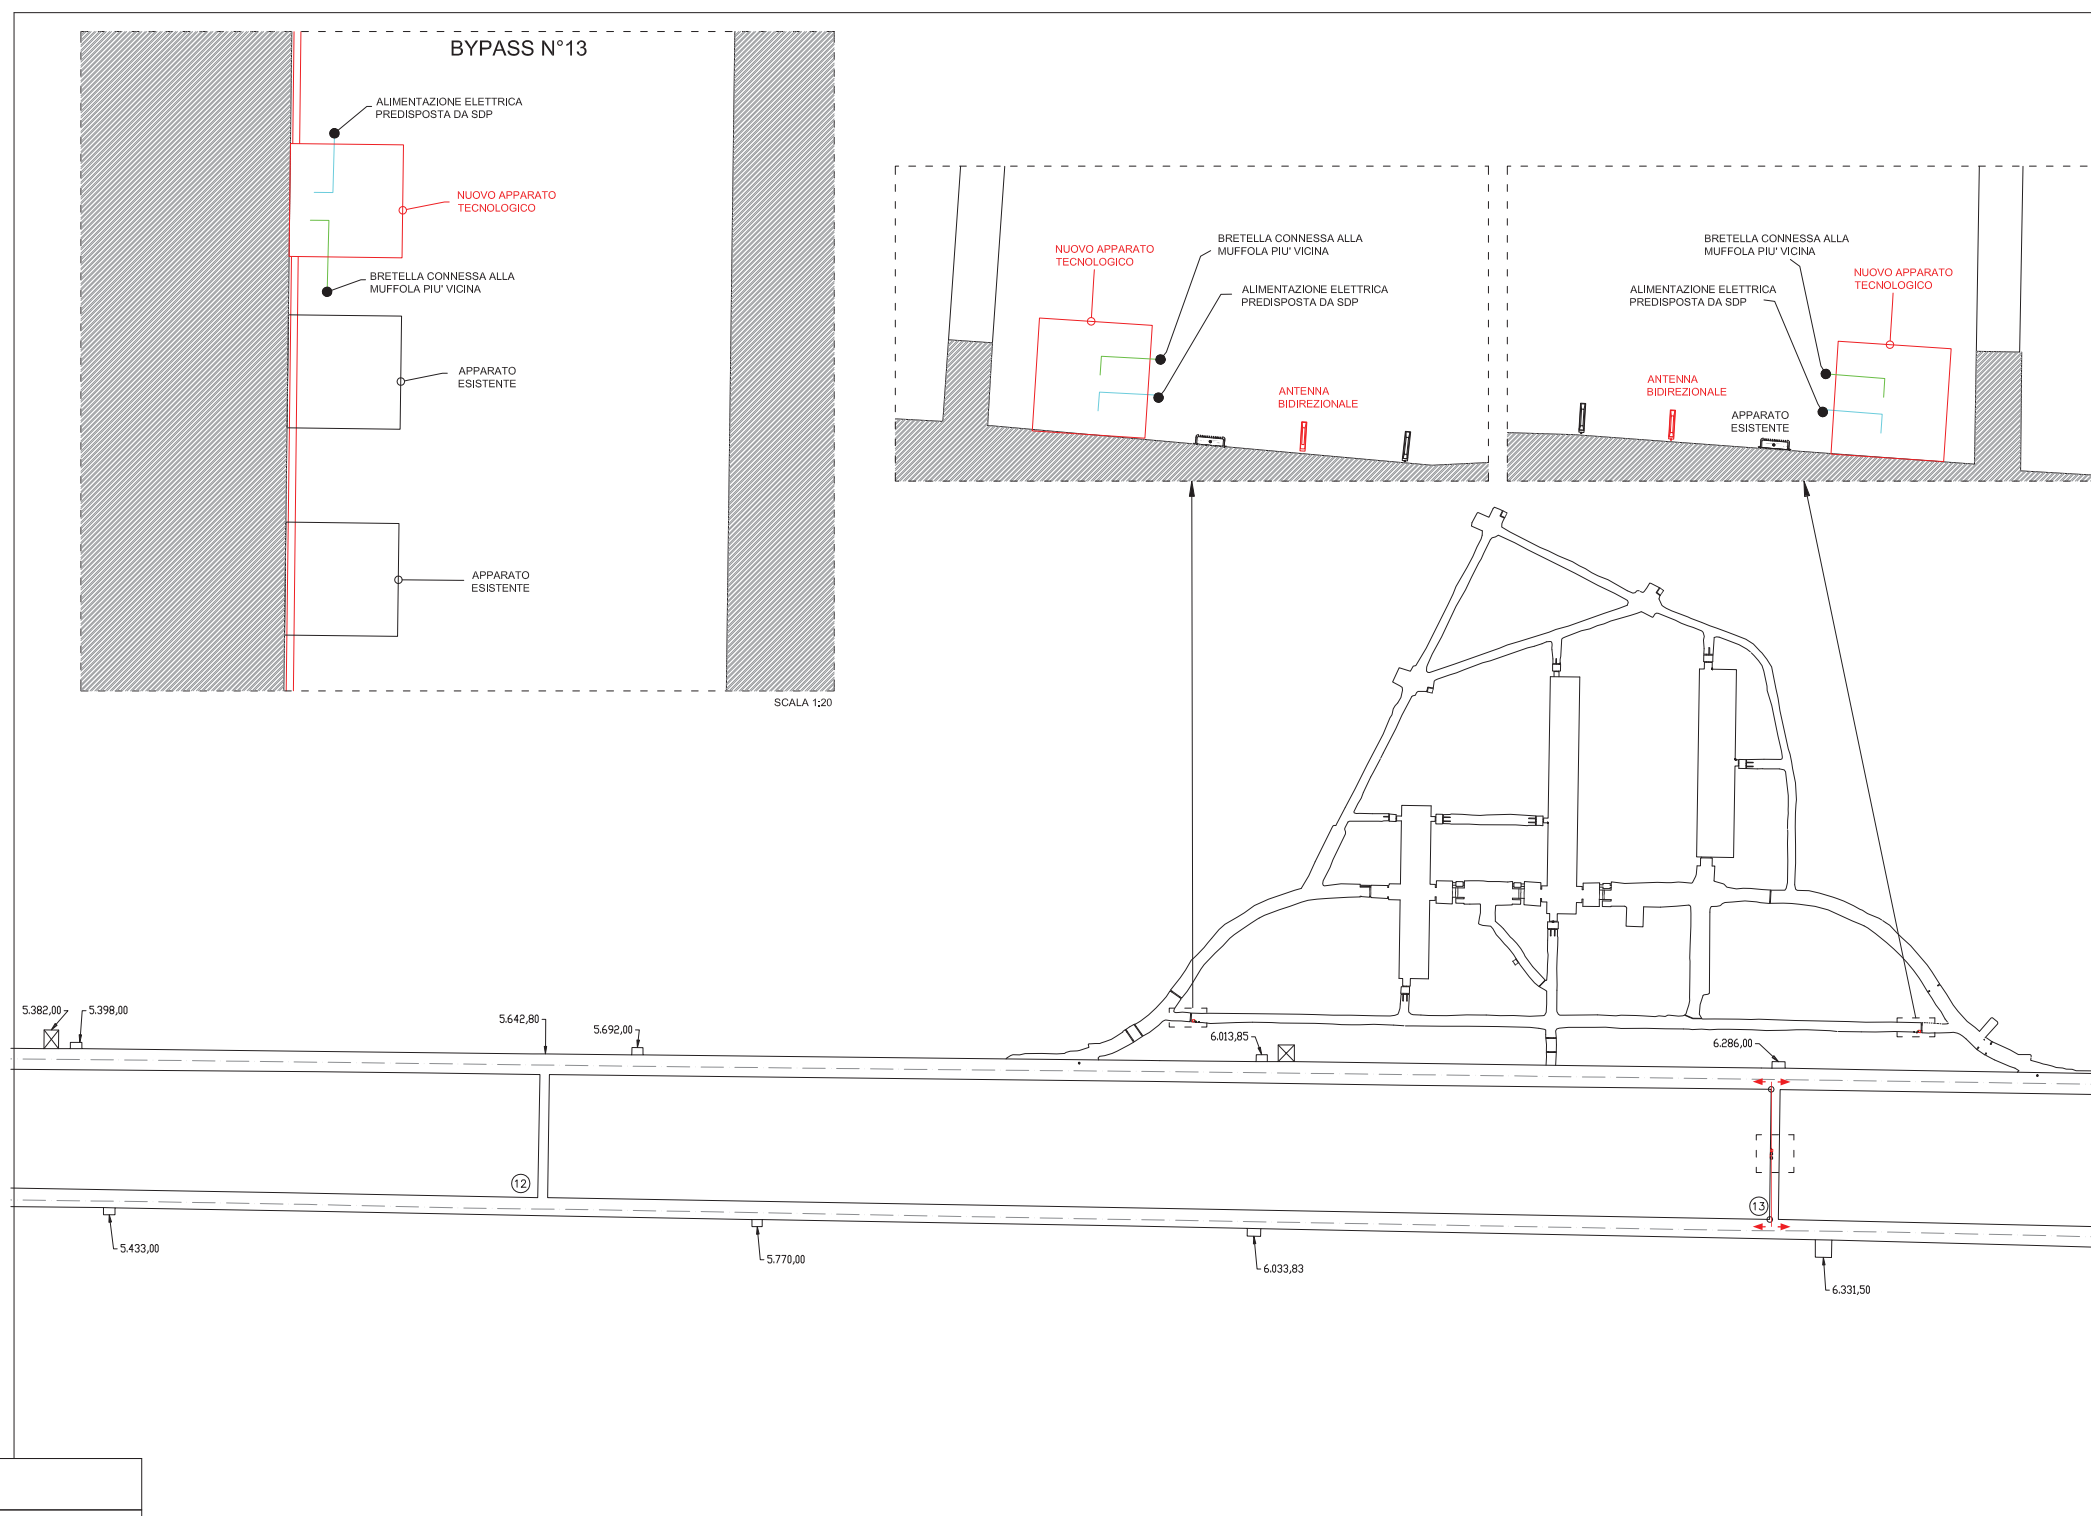 BYPASS N°13
ALIMENTAZIONE ELETTRICA
PREDISPOSTA DA SDP
NUOVO APPARATO
TECNOLOGICO
BRETELLA CONNESSA ALLA
MUFFOLA PIU' VICINA
APPARATO
ESISTENTE
APPARATO
ESISTENTE
SCALA 1:20
NUOVO APPARATO
TECNOLOGICO
BRETELLA CONNESSA ALLA
MUFFOLA PIU' VICINA
ALIMENTAZIONE ELETTRICA
PREDISPOSTA DA SDP
ANTENNA
BIDIREZIONALE
BRETELLA CONNESSA ALLA
MUFFOLA PIU' VICINA
NUOVO APPARATO
TECNOLOGICO
ALIMENTAZIONE ELETTRICA
PREDISPOSTA DA SDP
ANTENNA
BIDIREZIONALE
APPARATO
ESISTENTE
5.382,00
5.398,00
5.642,80
5.692,00
6.013,85
6.286,00
12
13
5.433,00
5.770,00
6.033,83
6.331,50